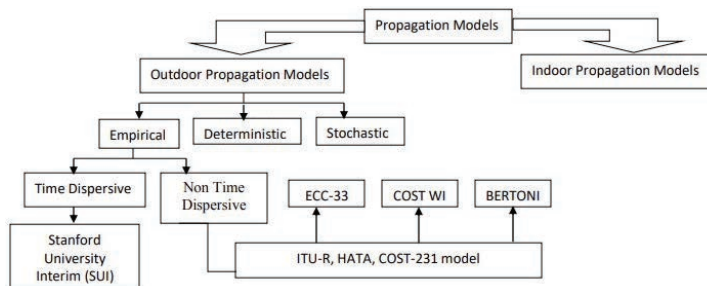 Propagation Models
Outdoor Propagation Models
Indoor Propagation Models
Empirical
Deterministic
Stochastic
Time Dispersive
Non Time
Dispersive
ECC-33
COST WI
BERTONI
Stanford
University
Interim (SUI)
ITU-R, HATA, COST-231 model